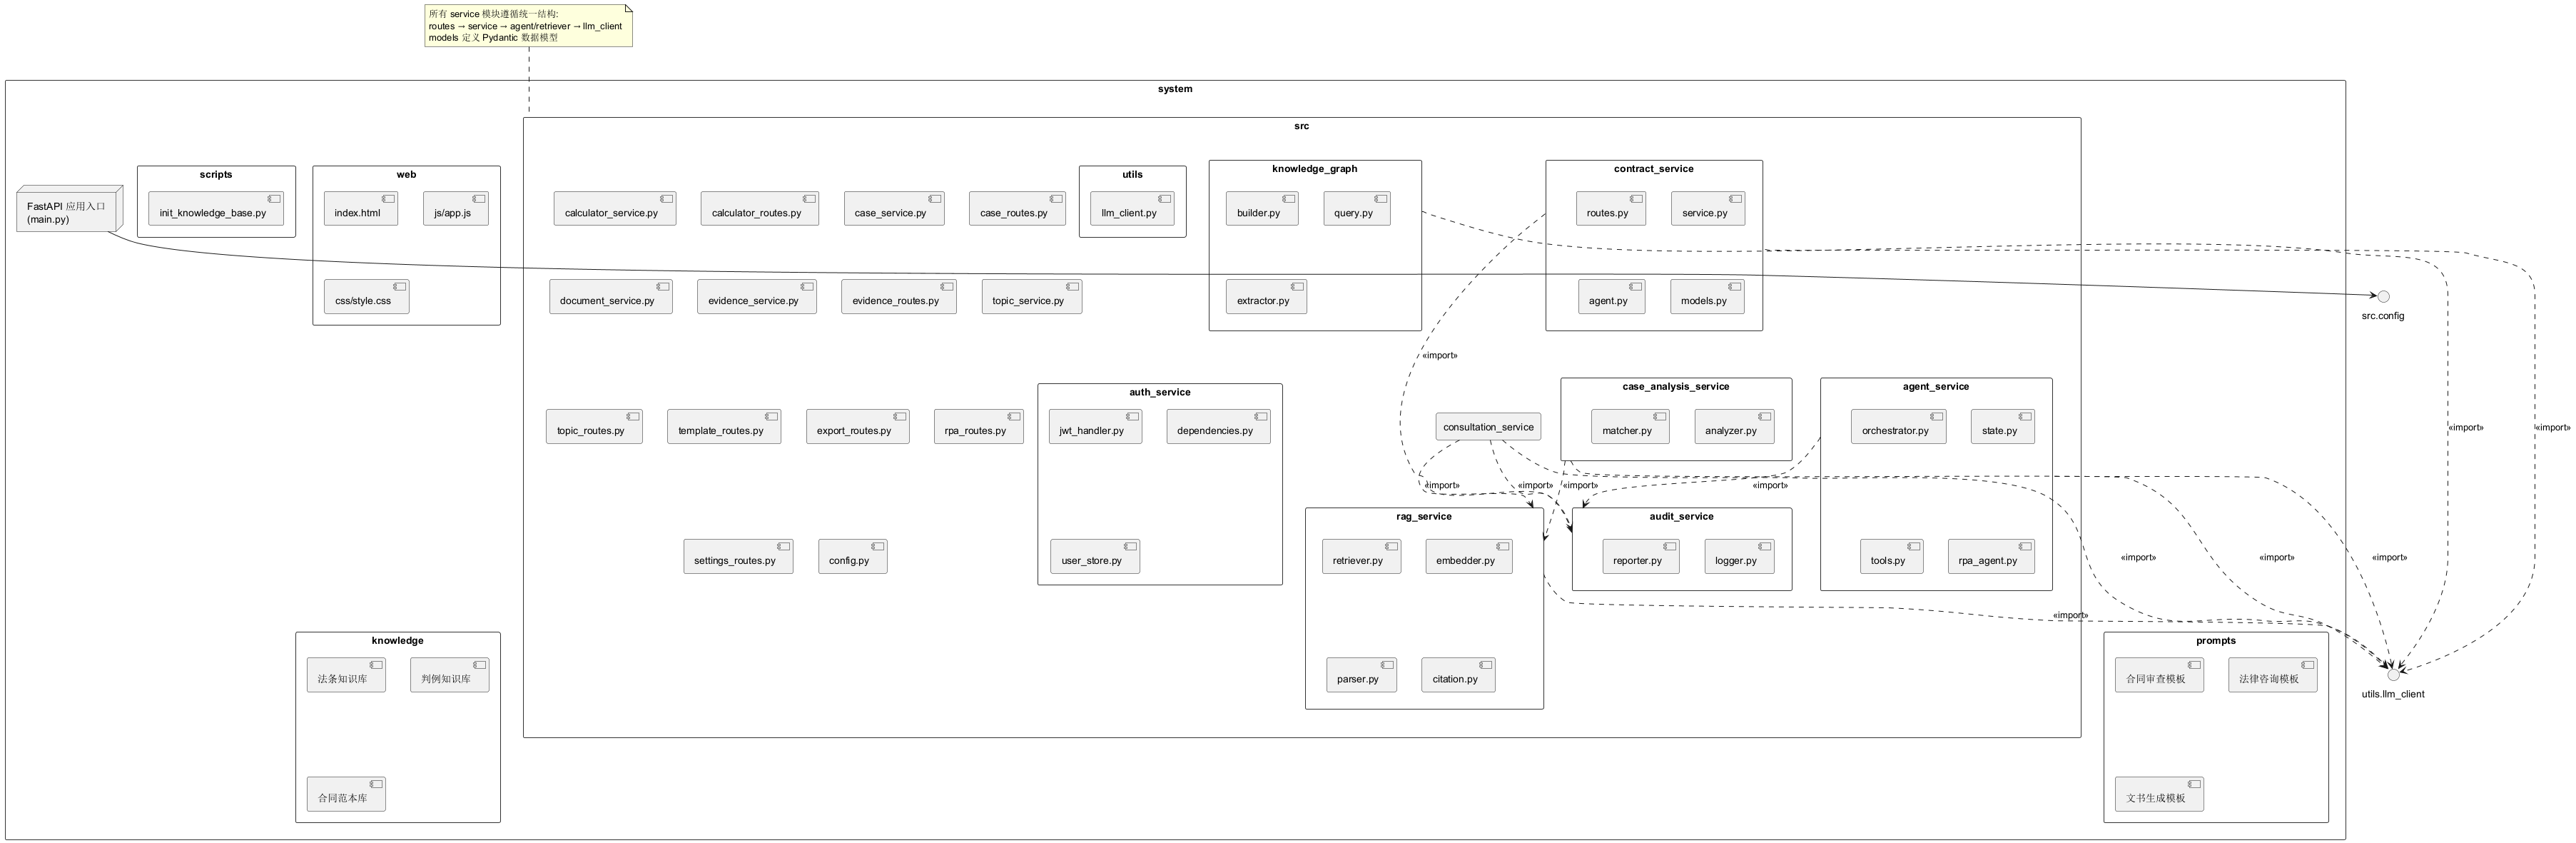 所有 service 模块遵循统一结构:
routes → service → agent/retriever → llm_client
models 定义 Pydantic 数据模型
system
src
FastAPI 应用入口
(main.py)
scripts
init_knowledge_base.py
web
index.html
js/app.js
css/style.css
calculator_service.py
calculator_routes.py
case_service.py
case_routes.py
utils
llm_client.py
knowledge_graph
builder.py
query.py
extractor.py
contract_service
routes.py
service.py
agent.py
models.py
document_service.py
evidence_service.py
evidence_routes.py
topic_service.py
src.config
«import»
topic_routes.py
template_routes.py
export_routes.py
rpa_routes.py
auth_service
jwt_handler.py
dependencies.py
user_store.py
consultation_service
case_analysis_service
matcher.py
analyzer.py
agent_service
orchestrator.py
state.py
tools.py
rpa_agent.py
«import»
«import»
«import»
«import»
«import»
«import»
settings_routes.py
config.py
rag_service
retriever.py
embedder.py
parser.py
citation.py
audit_service
reporter.py
logger.py
«import»
«import»
«import»
«import»
knowledge
法条知识库
判例知识库
合同范本库
prompts
合同审查模板
法律咨询模板
文书生成模板
utils.llm_client